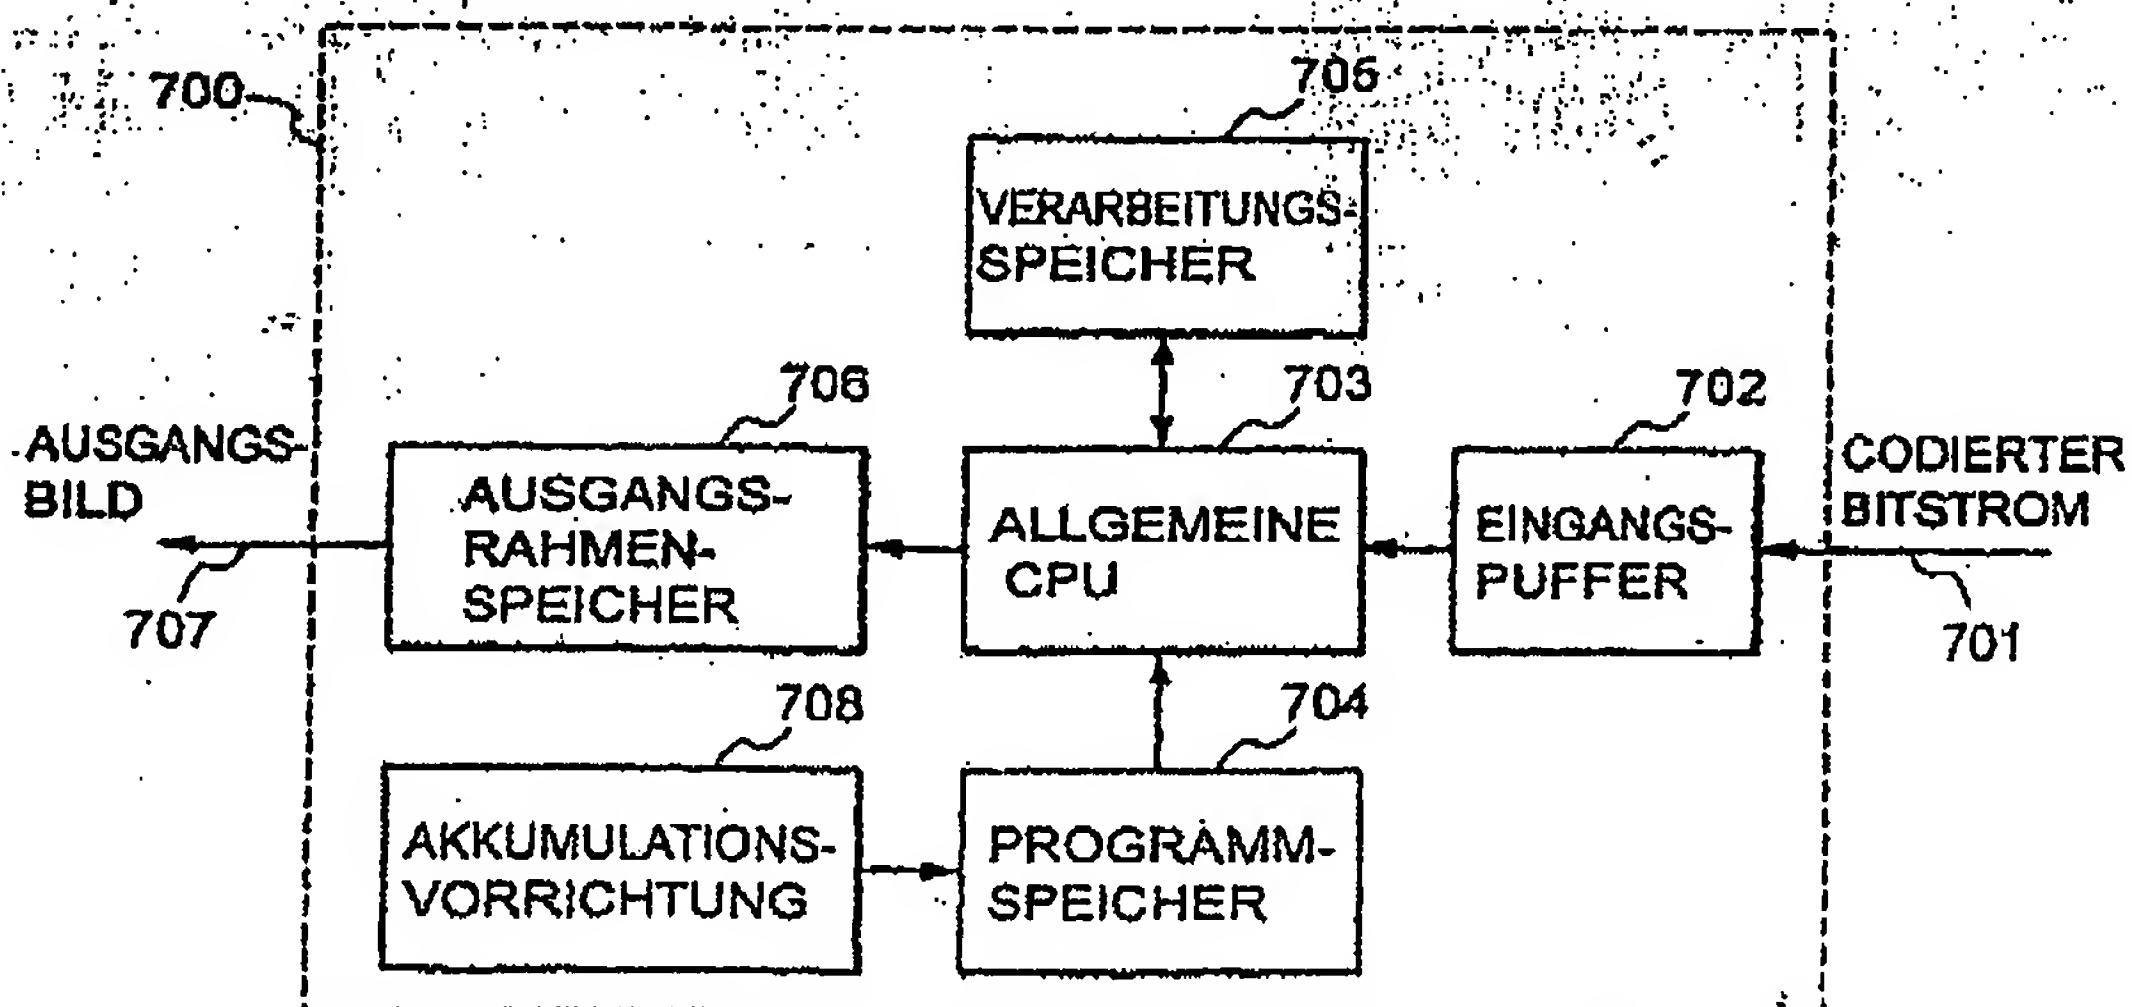 700
705
VERARBEITUNGS-
SPEICHER
706
703
702
AUSGANGS-
BILD
AUSGANGS-
RAHMEN-
SPEICHER
ALLGEMEINE
CPU
EINGANGS-
PUFFER
CODIERTER
BITSTROM
707
701
708
704
AKKUMULATIONS-
VORRICHTUNG
PROGRAMM-
SPEICHER